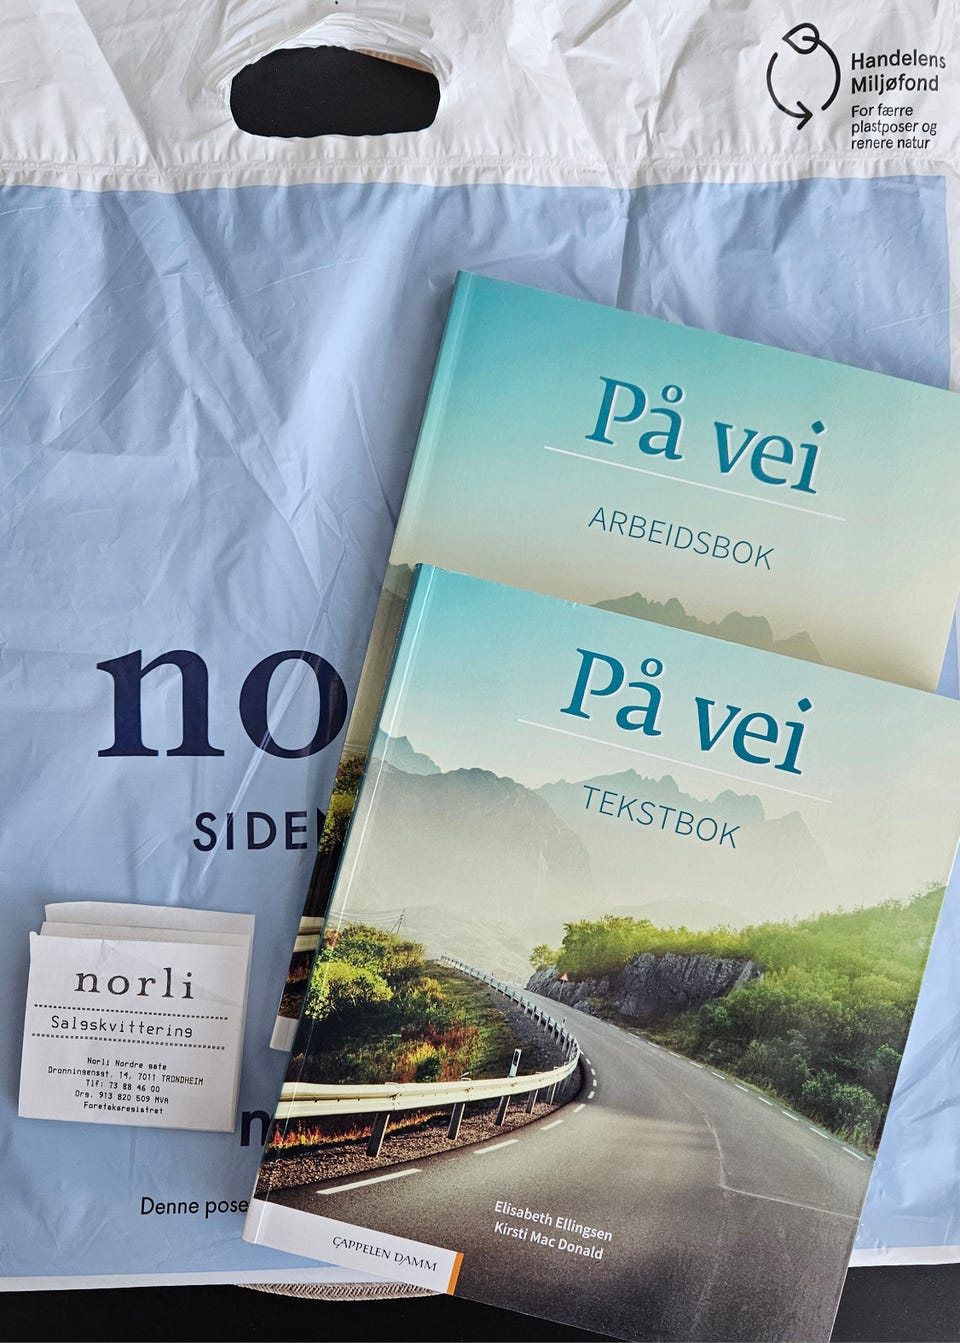 Handelens
Miljøfond
For færre
plastposer og
renere natur
På vei
ARBEIDSBOK
På vei
TEKSTBOK
Elisabeth Ellingsen
Kirsti Mac Donald
CAPPELEN DAMM
no
SIDEN
n
Denne pose
norli
Salgskvittering
Norli Nordre gate
Dronningensgt. 14, 7011 TRONDHEIM
Tlf: 73 88 46 00
Org. 913 820 509 MVA
Foretaksregistret